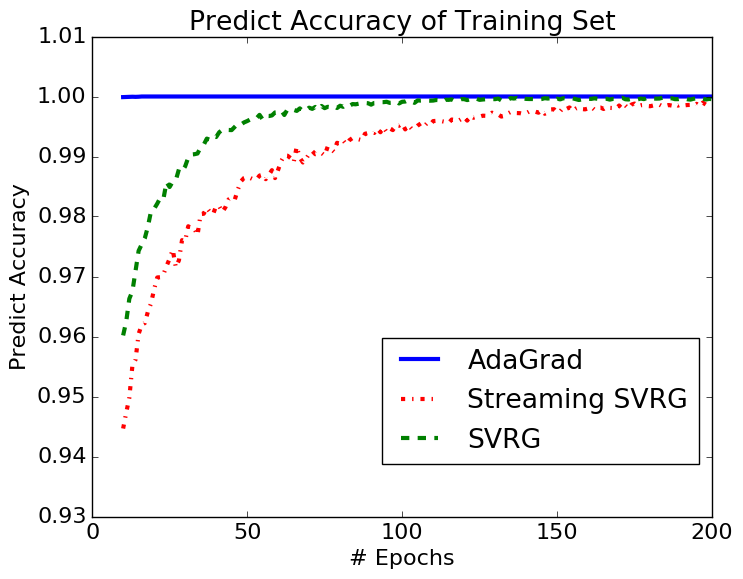 Predict Accuracy of Training Set
1.01
1.00
0.99
0.98
0.97
0.96
0.95
0.94
0.93
Predict Accuracy
AdaGrad
Streaming SVRG
SVRG
0
50
100
150
200
# Epochs